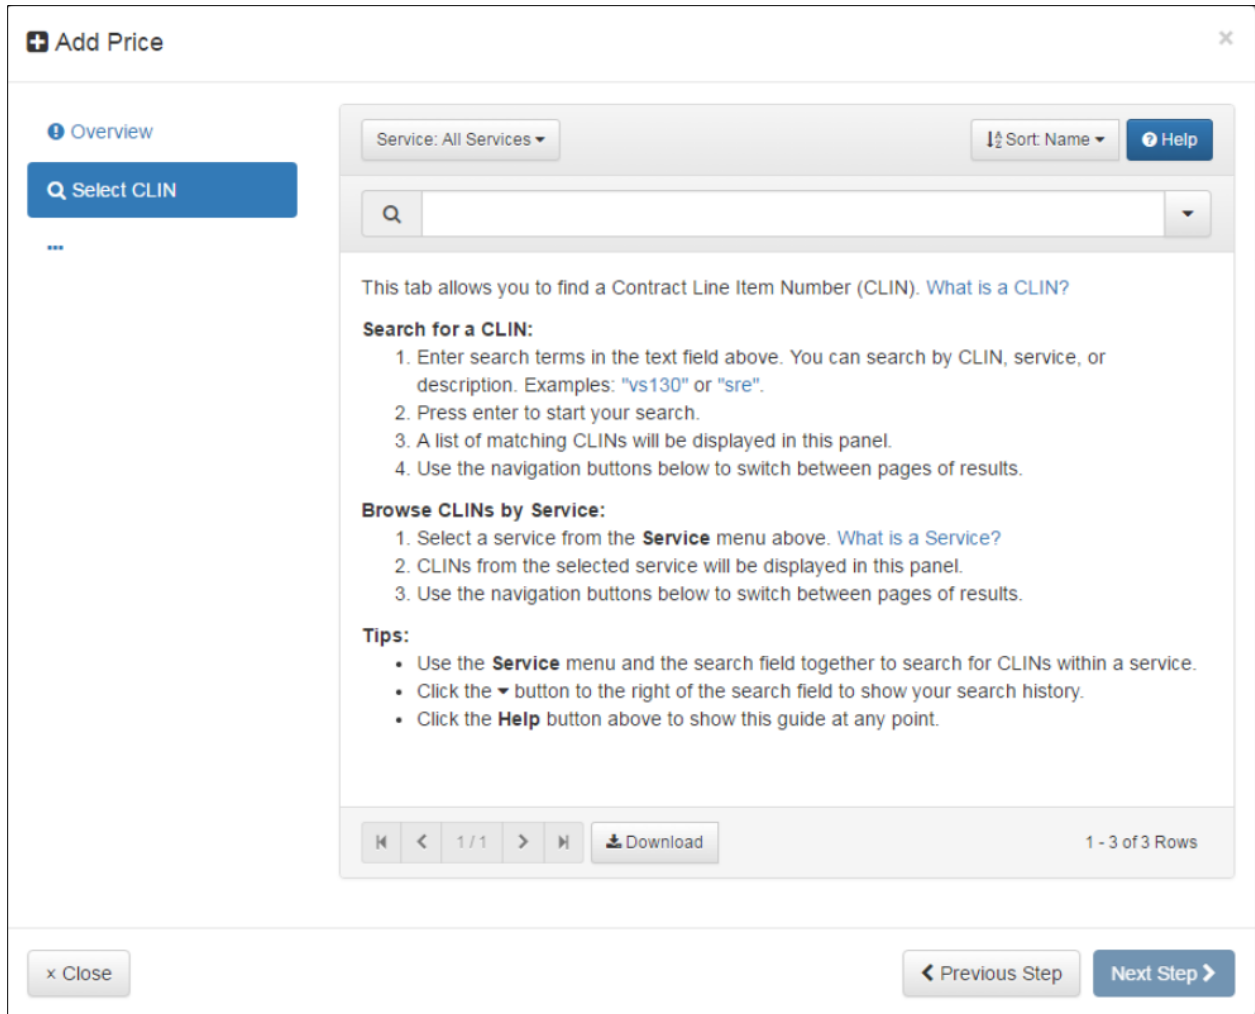 Add Price
×
Overview
Service: All Services
Sort: Name
Help
Select CLIN
...
This tab allows you to find a Contract Line Item Number (CLIN). What is a CLIN?
Search for a CLIN:
1. Enter search terms in the text field above. You can search by CLIN, service, or
description. Examples: "vs130" or "sre".
2. Press enter to start your search.
3. A list of matching CLINs will be displayed in this panel.
4. Use the navigation buttons below to switch between pages of results.
Browse CLINs by Service:
1. Select a service from the Service menu above. What is a Service?
2. CLINs from the selected service will be displayed in this panel.
3. Use the navigation buttons below to switch between pages of results.
Tips:
• Use the Service menu and the search field together to search for CLINs within a service.
• Click the ▾ button to the right of the search field to show your search history.
• Click the Help button above to show this guide at any point.
1 / 1
Download
1 - 3 of 3 Rows
× Close
Previous Step
Next Step